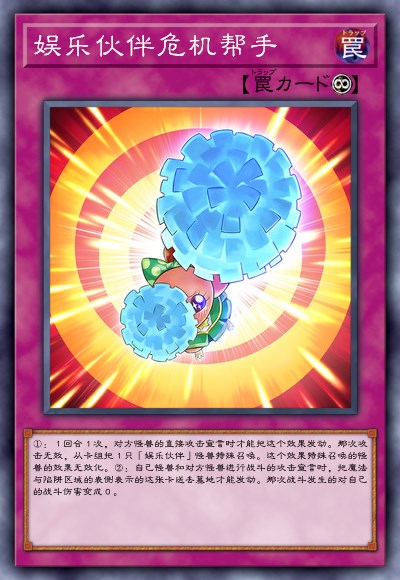 娱乐伙伴危机帮手
トラップ
罠
トラップ
【罠カード】
①：1回合1次，对方怪兽的直接攻击宣言时才能把这个效果发动。那次攻
击无效，从卡组把1只「娱乐伙伴」怪兽特殊召唤。这个效果特殊召唤的怪
兽的效果无效化。②：自己怪兽和对方怪兽进行战斗的攻击宣言时，把魔法
与陷阱区域的表侧表示的这张卡送去墓地才能发动。那次战斗发生的对自己
的战斗伤害变成0。